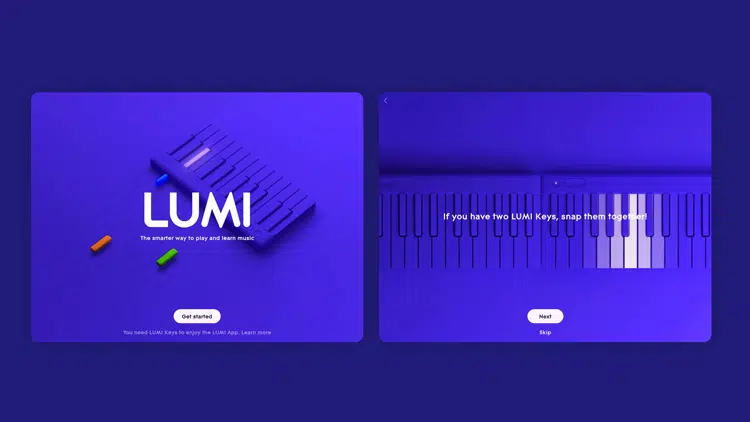 LUMI
The smarter way to play and learn music
Get started
You need LUMI Keys to enjoy the LUMI App. Learn more
If you have two LUMI Keys, snap them together!
Next
Skip